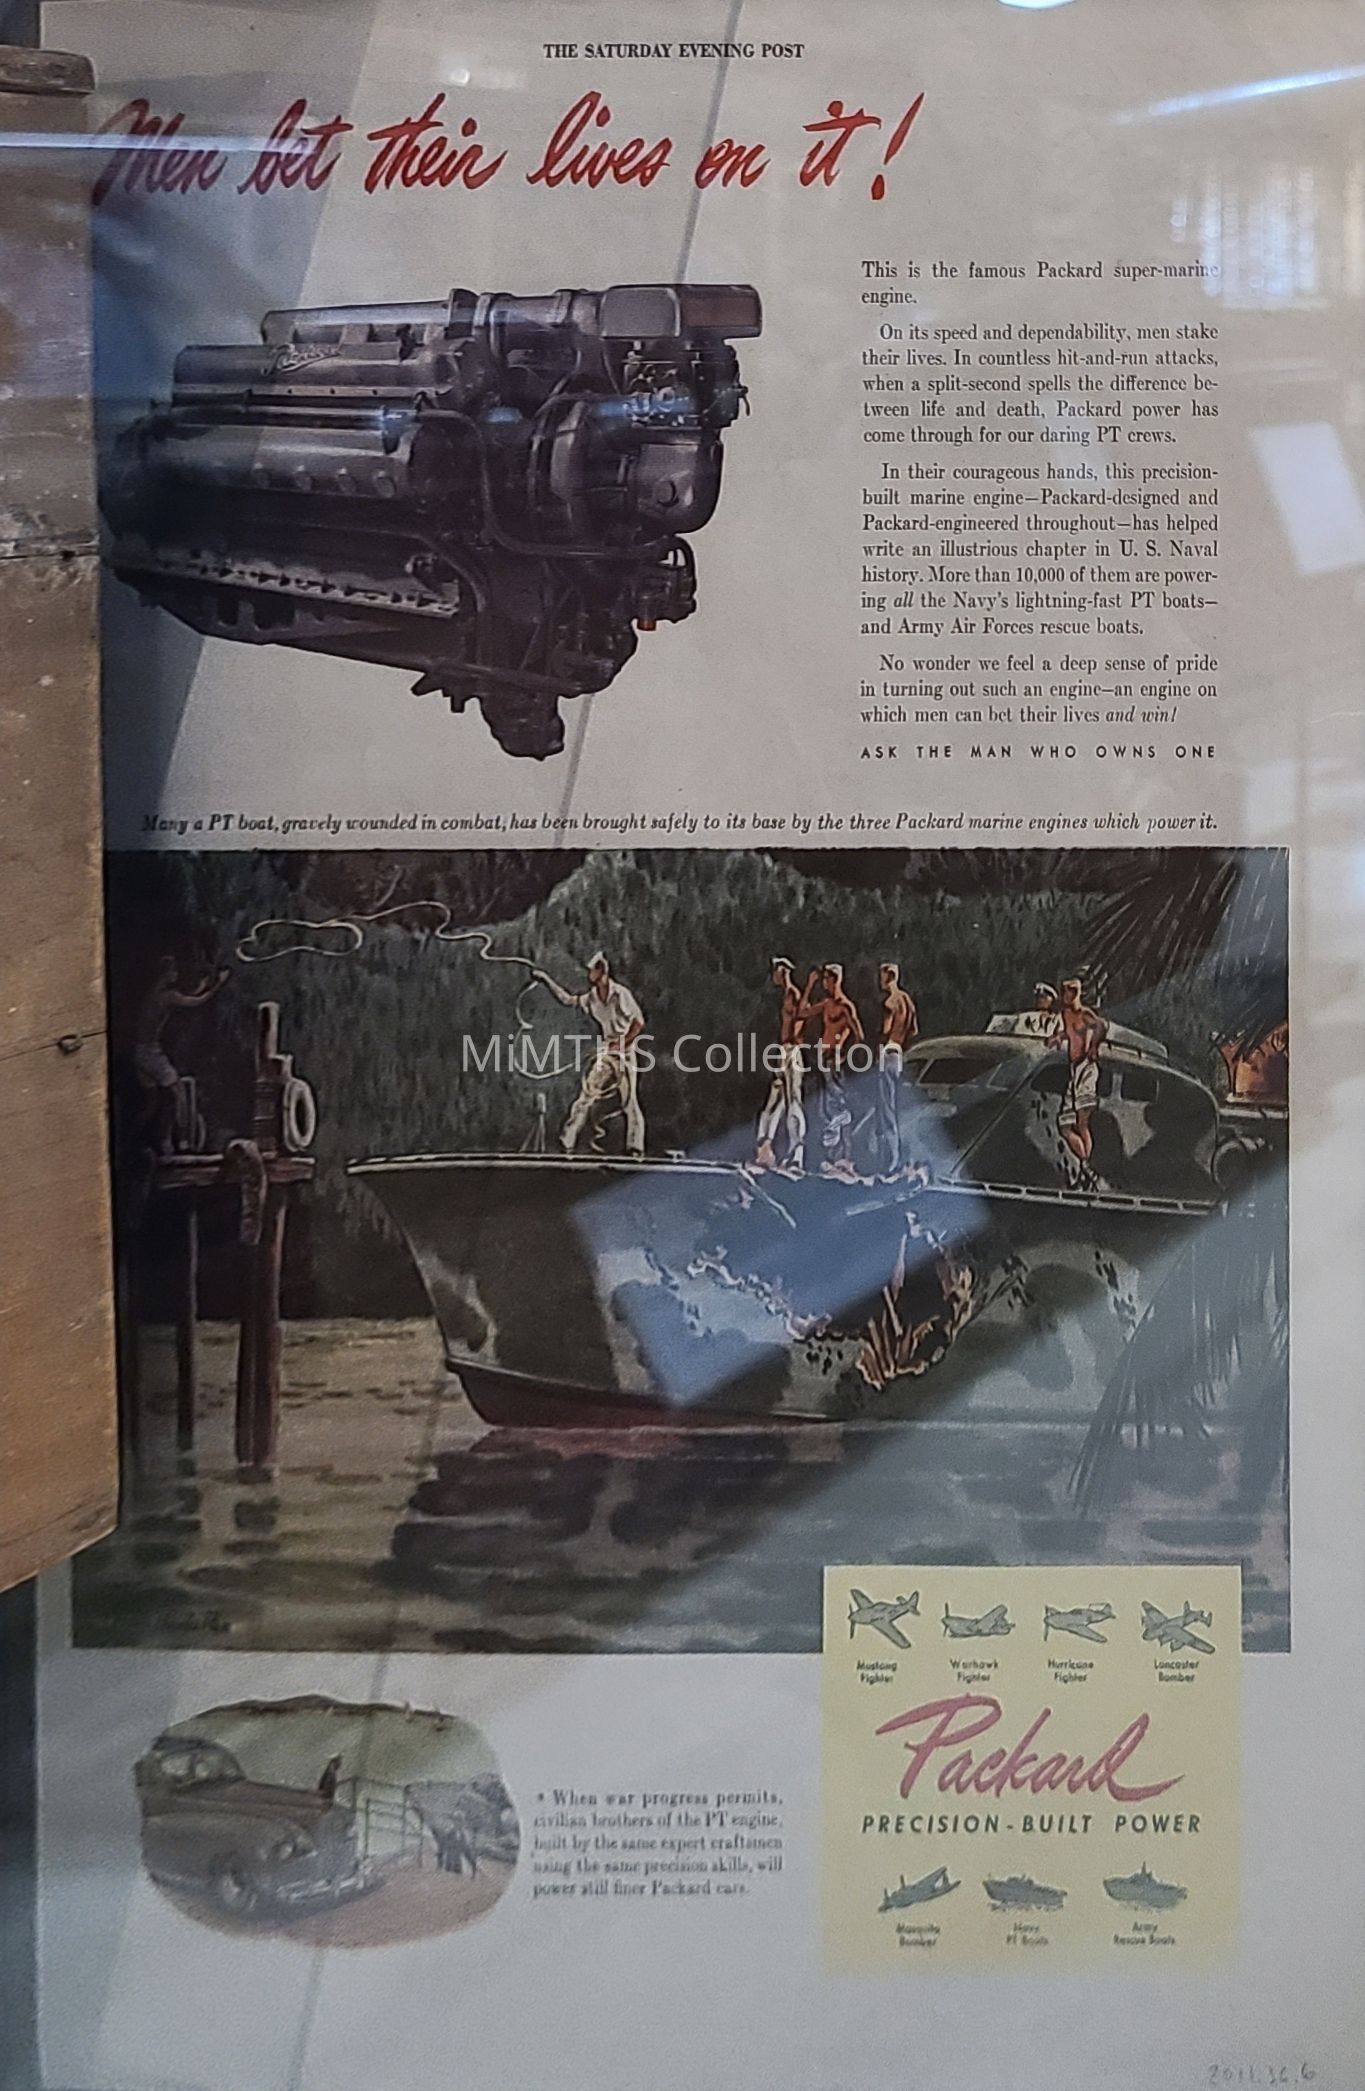 THE SATURDAY EVENING POST
Men bet their lives on it!
Packard
This is the famous Packard super-marine
engine.
On its speed and dependability, men stake
their lives. In countless hit-and-run attacks,
when a split-second spells the difference be-
tween life and death, Packard power has
come through for our daring PT crews.
In their courageous hands, this precision-
built marine engine—Packard-designed and
Packard-engineered throughout—has helped
write an illustrious chapter in U. S. Naval
history. More than 10,000 of them are power-
ing all the Navy's lightning-fast PT boats—
and Army Air Forces rescue boats.
No wonder we feel a deep sense of pride
in turning out such an engine—an engine on
which men can bet their lives and win!
ASK THE MAN WHO OWNS ONE
Many a PT boat, gravely wounded in combat, has been brought safely to its base by the three Packard marine engines which power it.
MiMTHS Collection
Mustang
Fighter
Warhawk
Fighter
Hurricane
Fighter
Lancaster
Bomber
Packard
PRECISION-BUILT POWER
Mosquito
Bomber
Navy
PT Boats
Army
Rescue Boats
* When war progress permits,
civilian brothers of the PT engine,
built by the same expert craftsmen
using the same precision skills, will
power still finer Packard cars.
2011.36.6